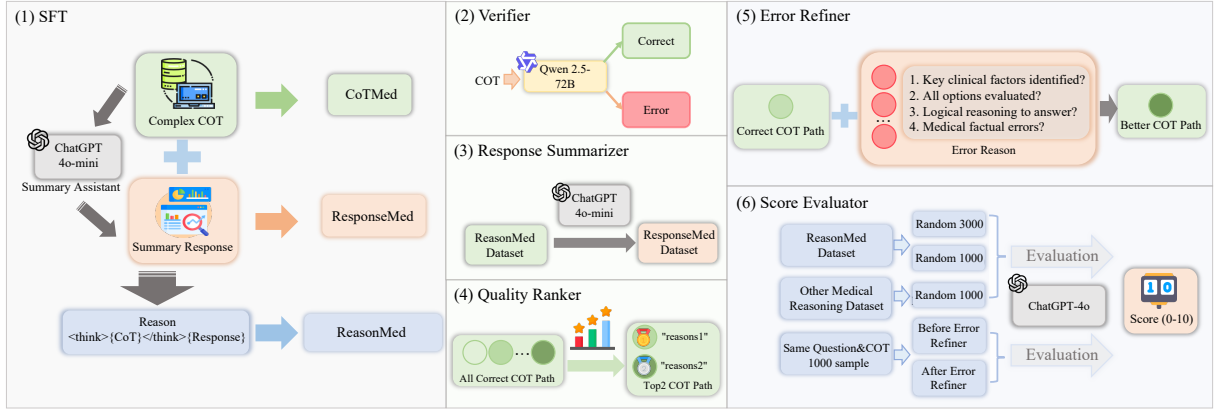 (1) SFT
Complex COT
CoTMed
ChatGPT
4o-mini
Summary Assistant
Summary Response
ResponseMed
Reason
<think>{CoT}</think>{Response}
ReasonMed
(2) Verifier
COT
Qwen 2.5-
72B
Correct
Error
(3) Response Summarizer
ChatGPT
4o-mini
ReasonMed
Dataset
ResponseMed
Dataset
(4) Quality Ranker
...
All Correct COT Path
"reasons1"
"reasons2"
Top2 COT Path
(5) Error Refiner
Correct COT Path
...
1. Key clinical factors identified?
2. All options evaluated?
3. Logical reasoning to answer?
4. Medical factual errors?
Error Reason
Better COT Path
(6) Score Evaluator
ReasonMed
Dataset
Random 3000
Random 1000
Other Medical
Reasoning Dataset
Random 1000
Same Question&COT
1000 sample
Before Error
Refiner
After Error
Refiner
Evaluation
ChatGPT-4o
Evaluation
1 0
Score (0-10)